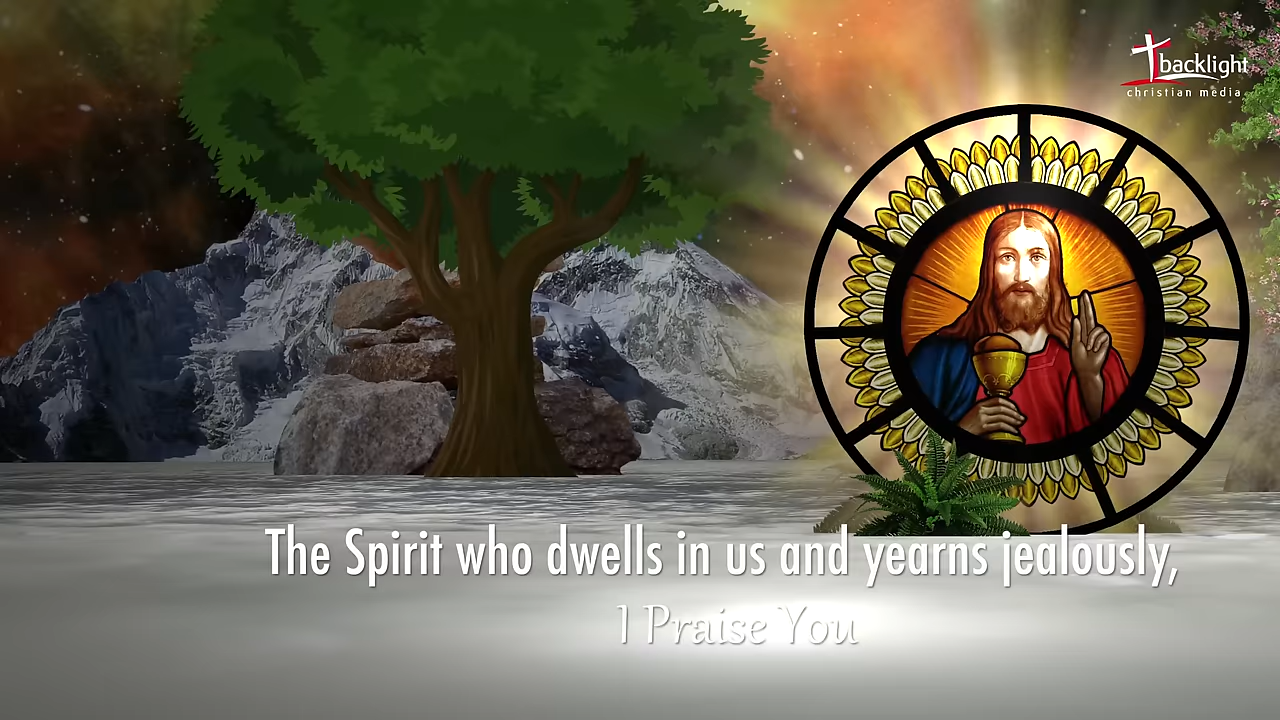 backlight
christian media
The Spirit who dwells in us and yearns jealously,
I Praise You